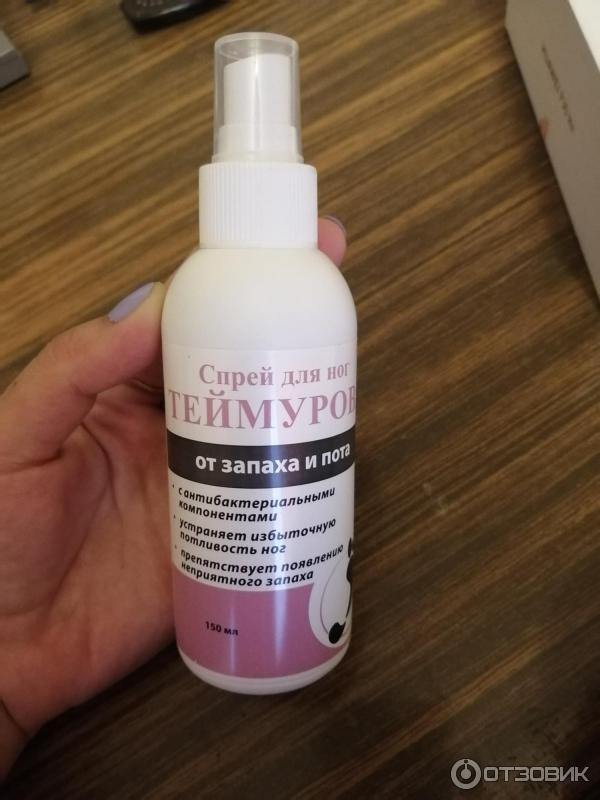 Спрей для ног
ТЕЙМУРОВ
от запаха и пота
· с антибактериальными
компонентами
· устраняет избыточную
потливость ног
· препятствует появлению
неприятного запаха
150 мл
ОТЗОВИК